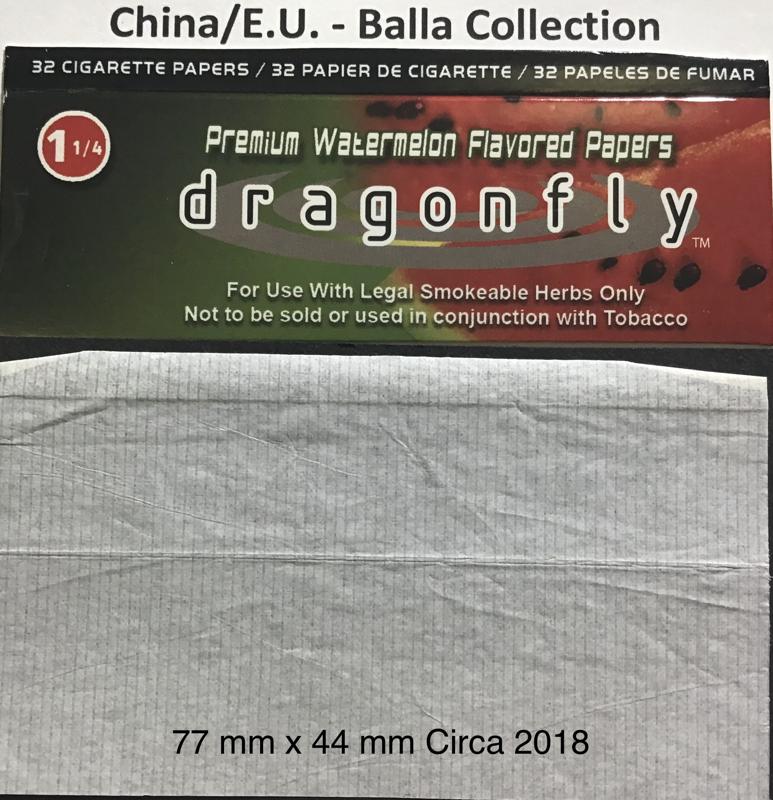 China/E.U. - Balla Collection
32 CIGARETTE PAPERS / 32 PAPIER DE CIGARETTE / 32 PAPELES DE FUMAR
1 1/4
Premium Watermelon Flavored Papers
dragonfly TM
For Use With Legal Smokeable Herbs Only
Not to be sold or used in conjunction with Tobacco
77 mm x 44 mm Circa 2018